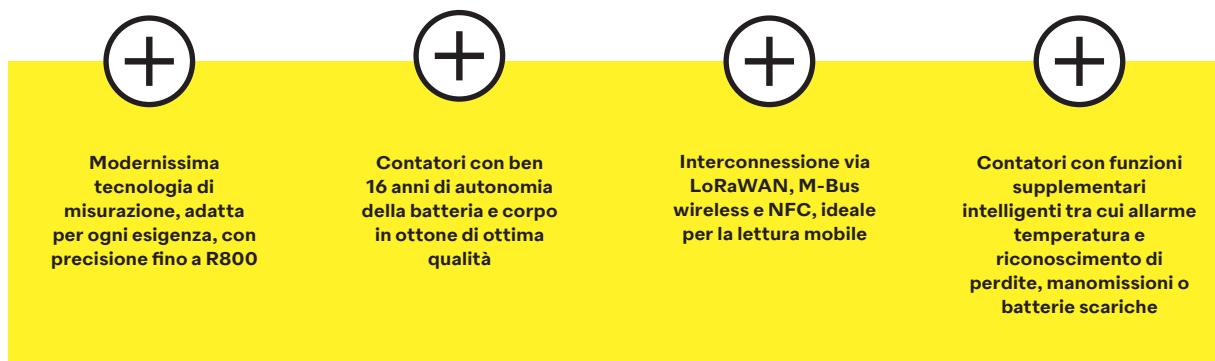 Modernissima
tecnologia di
misurazione, adatta
per ogni esigenza, con
precisione fino a R800
Contatori con ben
16 anni di autonomia
della batteria e corpo
in ottone di ottima
qualità
Interconnessione via
LoRaWAN, M-Bus
wireless e NFC, ideale
per la lettura mobile
Contatori con funzioni
supplementari
intelligenti tra cui allarme
temperatura e
riconoscimento di
perdite, manomissioni o
batterie scariche